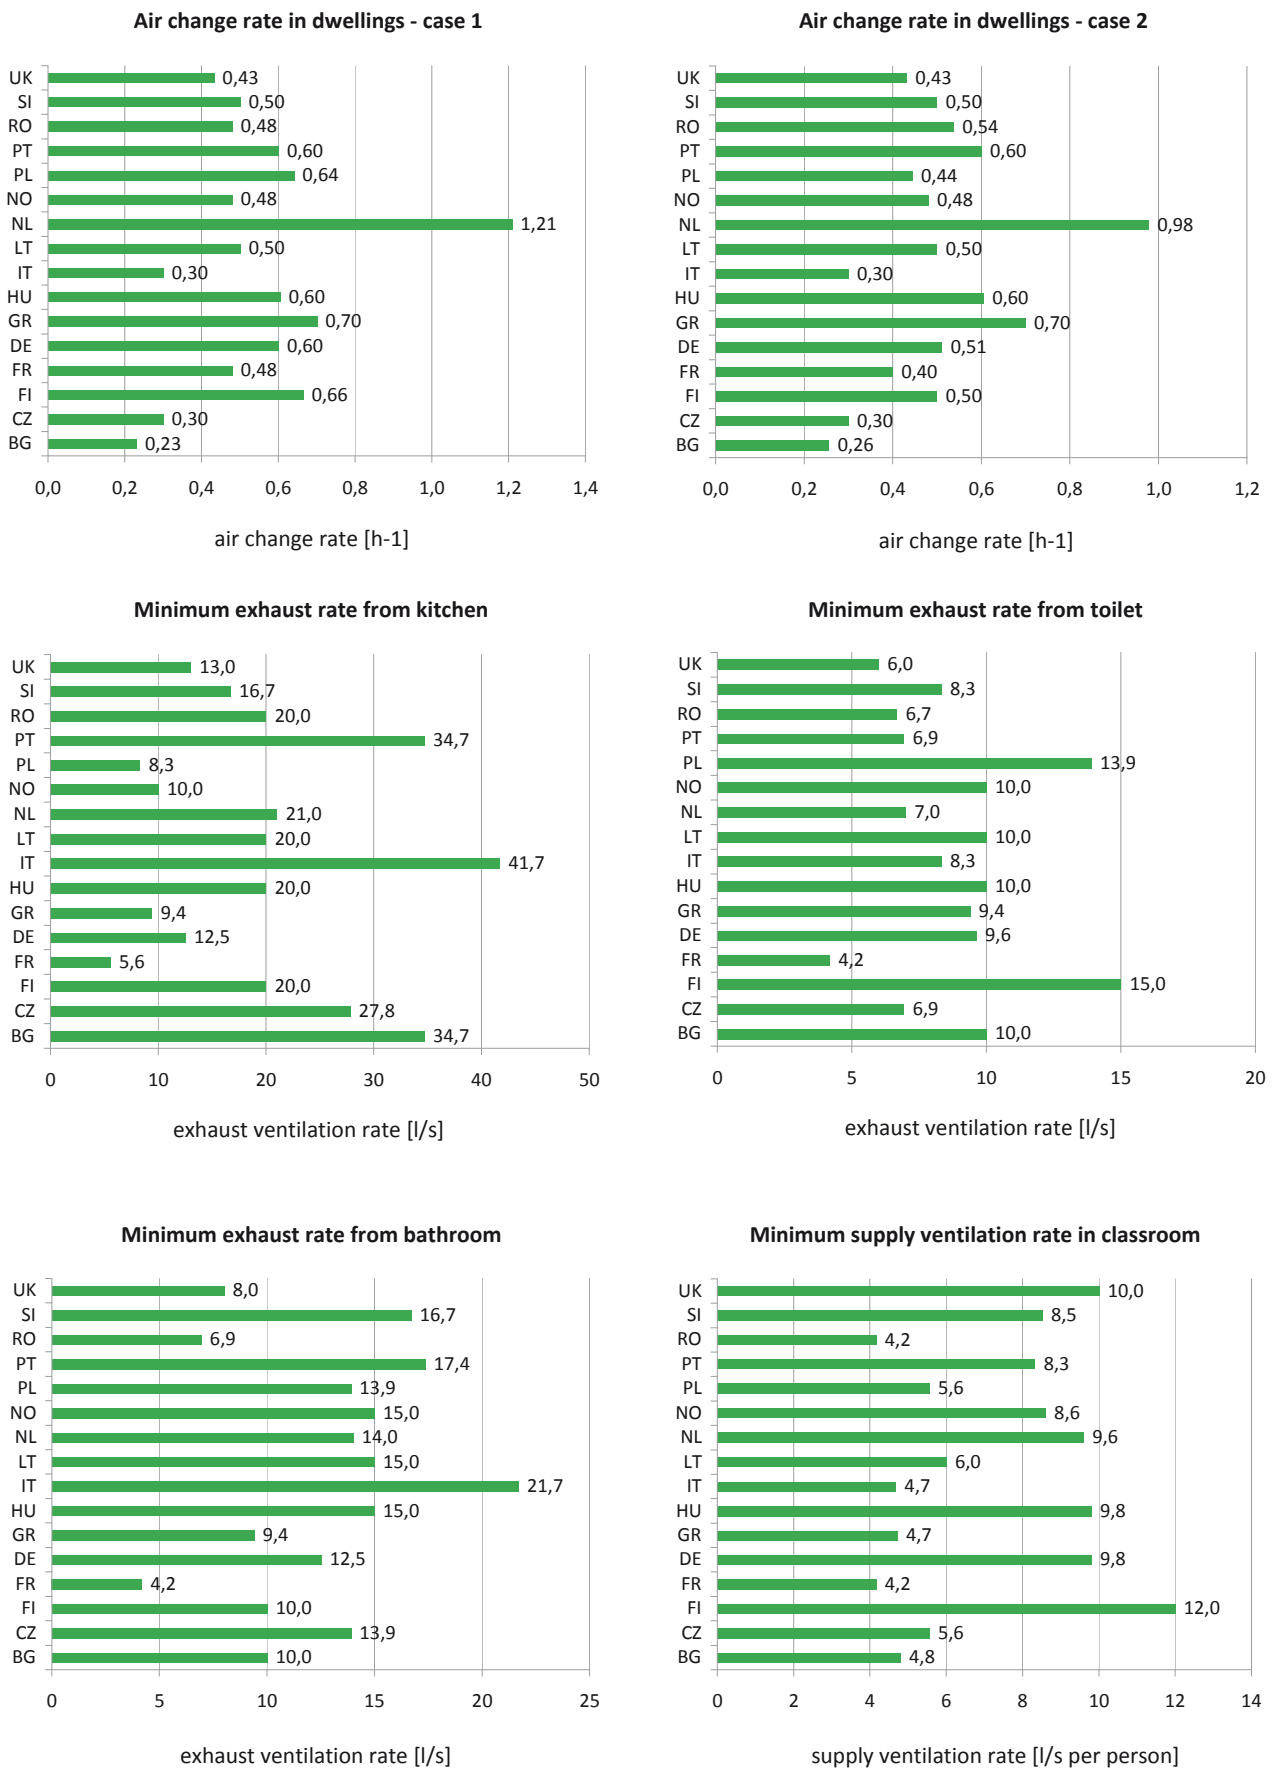 Air change rate in dwellings - case 1
UK 0,43
SI 0,50
RO 0,48
PT 0,60
PL 0,64
NO 0,48
NL 1,21
LT 0,50
IT 0,30
HU 0,60
GR 0,70
DE 0,60
FR 0,48
FI 0,66
CZ 0,30
BG 0,23
0,0 0,2 0,4 0,6 0,8 1,0 1,2 1,4
air change rate [h-1]
Air change rate in dwellings - case 2
UK 0,43
SI 0,50
RO 0,54
PT 0,60
PL 0,44
NO 0,48
NL 0,98
LT 0,50
IT 0,30
HU 0,60
GR 0,70
DE 0,51
FR 0,40
FI 0,50
CZ 0,30
BG 0,26
0,0 0,2 0,4 0,6 0,8 1,0 1,2
air change rate [h-1]
Minimum exhaust rate from kitchen
UK 13,0
SI 16,7
RO 20,0
PT 34,7
PL 8,3
NO 10,0
NL 21,0
LT 20,0
IT 41,7
HU 20,0
GR 9,4
DE 12,5
FR 5,6
FI 20,0
CZ 27,8
BG 34,7
0 10 20 30 40 50
exhaust ventilation rate [l/s]
Minimum exhaust rate from toilet
UK 6,0
SI 8,3
RO 6,7
PT 6,9
PL 13,9
NO 10,0
NL 7,0
LT 10,0
IT 8,3
HU 10,0
GR 9,4
DE 9,6
FR 4,2
FI 15,0
CZ 6,9
BG 10,0
0 5 10 15 20
exhaust ventilation rate [l/s]
Minimum exhaust rate from bathroom
UK 8,0
SI 16,7
RO 6,9
PT 17,4
PL 13,9
NO 15,0
NL 14,0
LT 15,0
IT 21,7
HU 15,0
GR 9,4
DE 12,5
FR 4,2
FI 10,0
CZ 13,9
BG 10,0
0 5 10 15 20 25
exhaust ventilation rate [l/s]
Minimum supply ventilation rate in classroom
UK 10,0
SI 8,5
RO 4,2
PT 8,3
PL 5,6
NO 8,6
NL 9,6
LT 6,0
IT 4,7
HU 9,8
GR 4,7
DE 9,8
FR 4,2
FI 12,0
CZ 5,6
BG 4,8
0 2 4 6 8 10 12 14
supply ventilation rate [l/s per person]